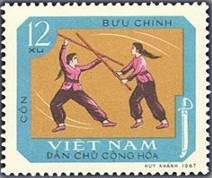 12
XU
BƯU CHÍNH
CÔN
VIỆT NAM
DÂN CHỦ CỘNG HÒA
HUY KHÁNH 1967